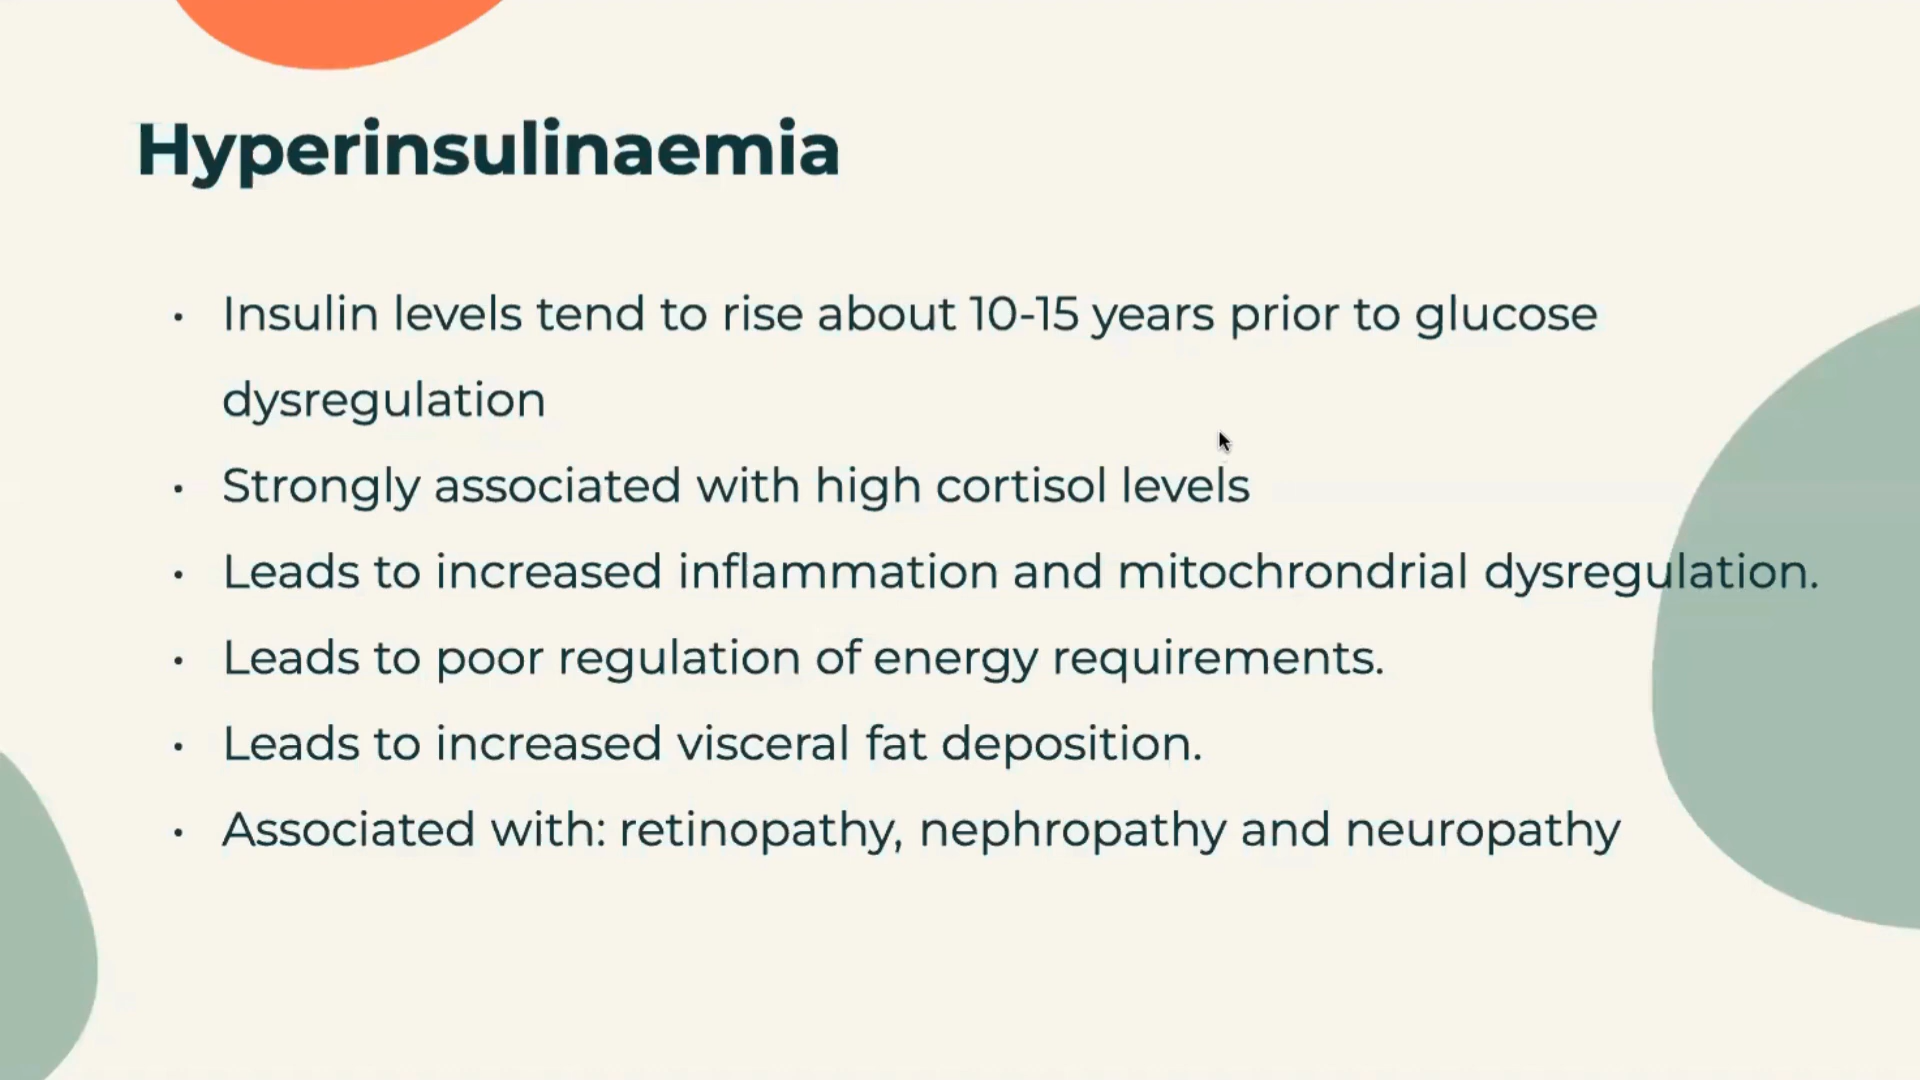 Hyperinsulinaemia
• Insulin levels tend to rise about 10-15 years prior to glucose
dysregulation
• Strongly associated with high cortisol levels
• Leads to increased inflammation and mitochrondrial dysregulation.
• Leads to poor regulation of energy requirements.
• Leads to increased visceral fat deposition.
• Associated with: retinopathy, nephropathy and neuropathy